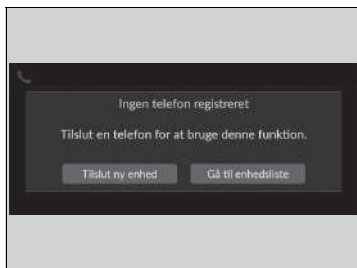 Ingen telefon registreret
Tilslut en telefon for at bruge denne funktion.
Tilslut ny enhed
Gå til enhedsliste